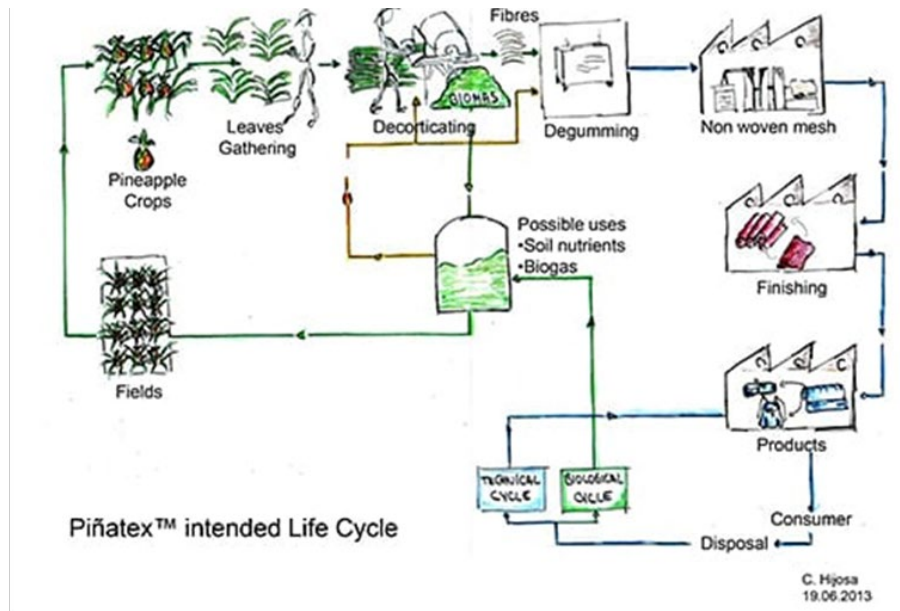 Fibres
BIOMAS
Leaves
Gathering
Decorticating
Degumming
Non woven mesh
Pineapple
Crops
Possible uses
•Soil nutrients
•Biogas
Finishing
Fields
Products
TECHNICAL
CYCLE
BIOLOGICAL
CICLE
Consumer
Disposal
Piñatex™ intended Life Cycle
C. Hijosa
19.06.2013